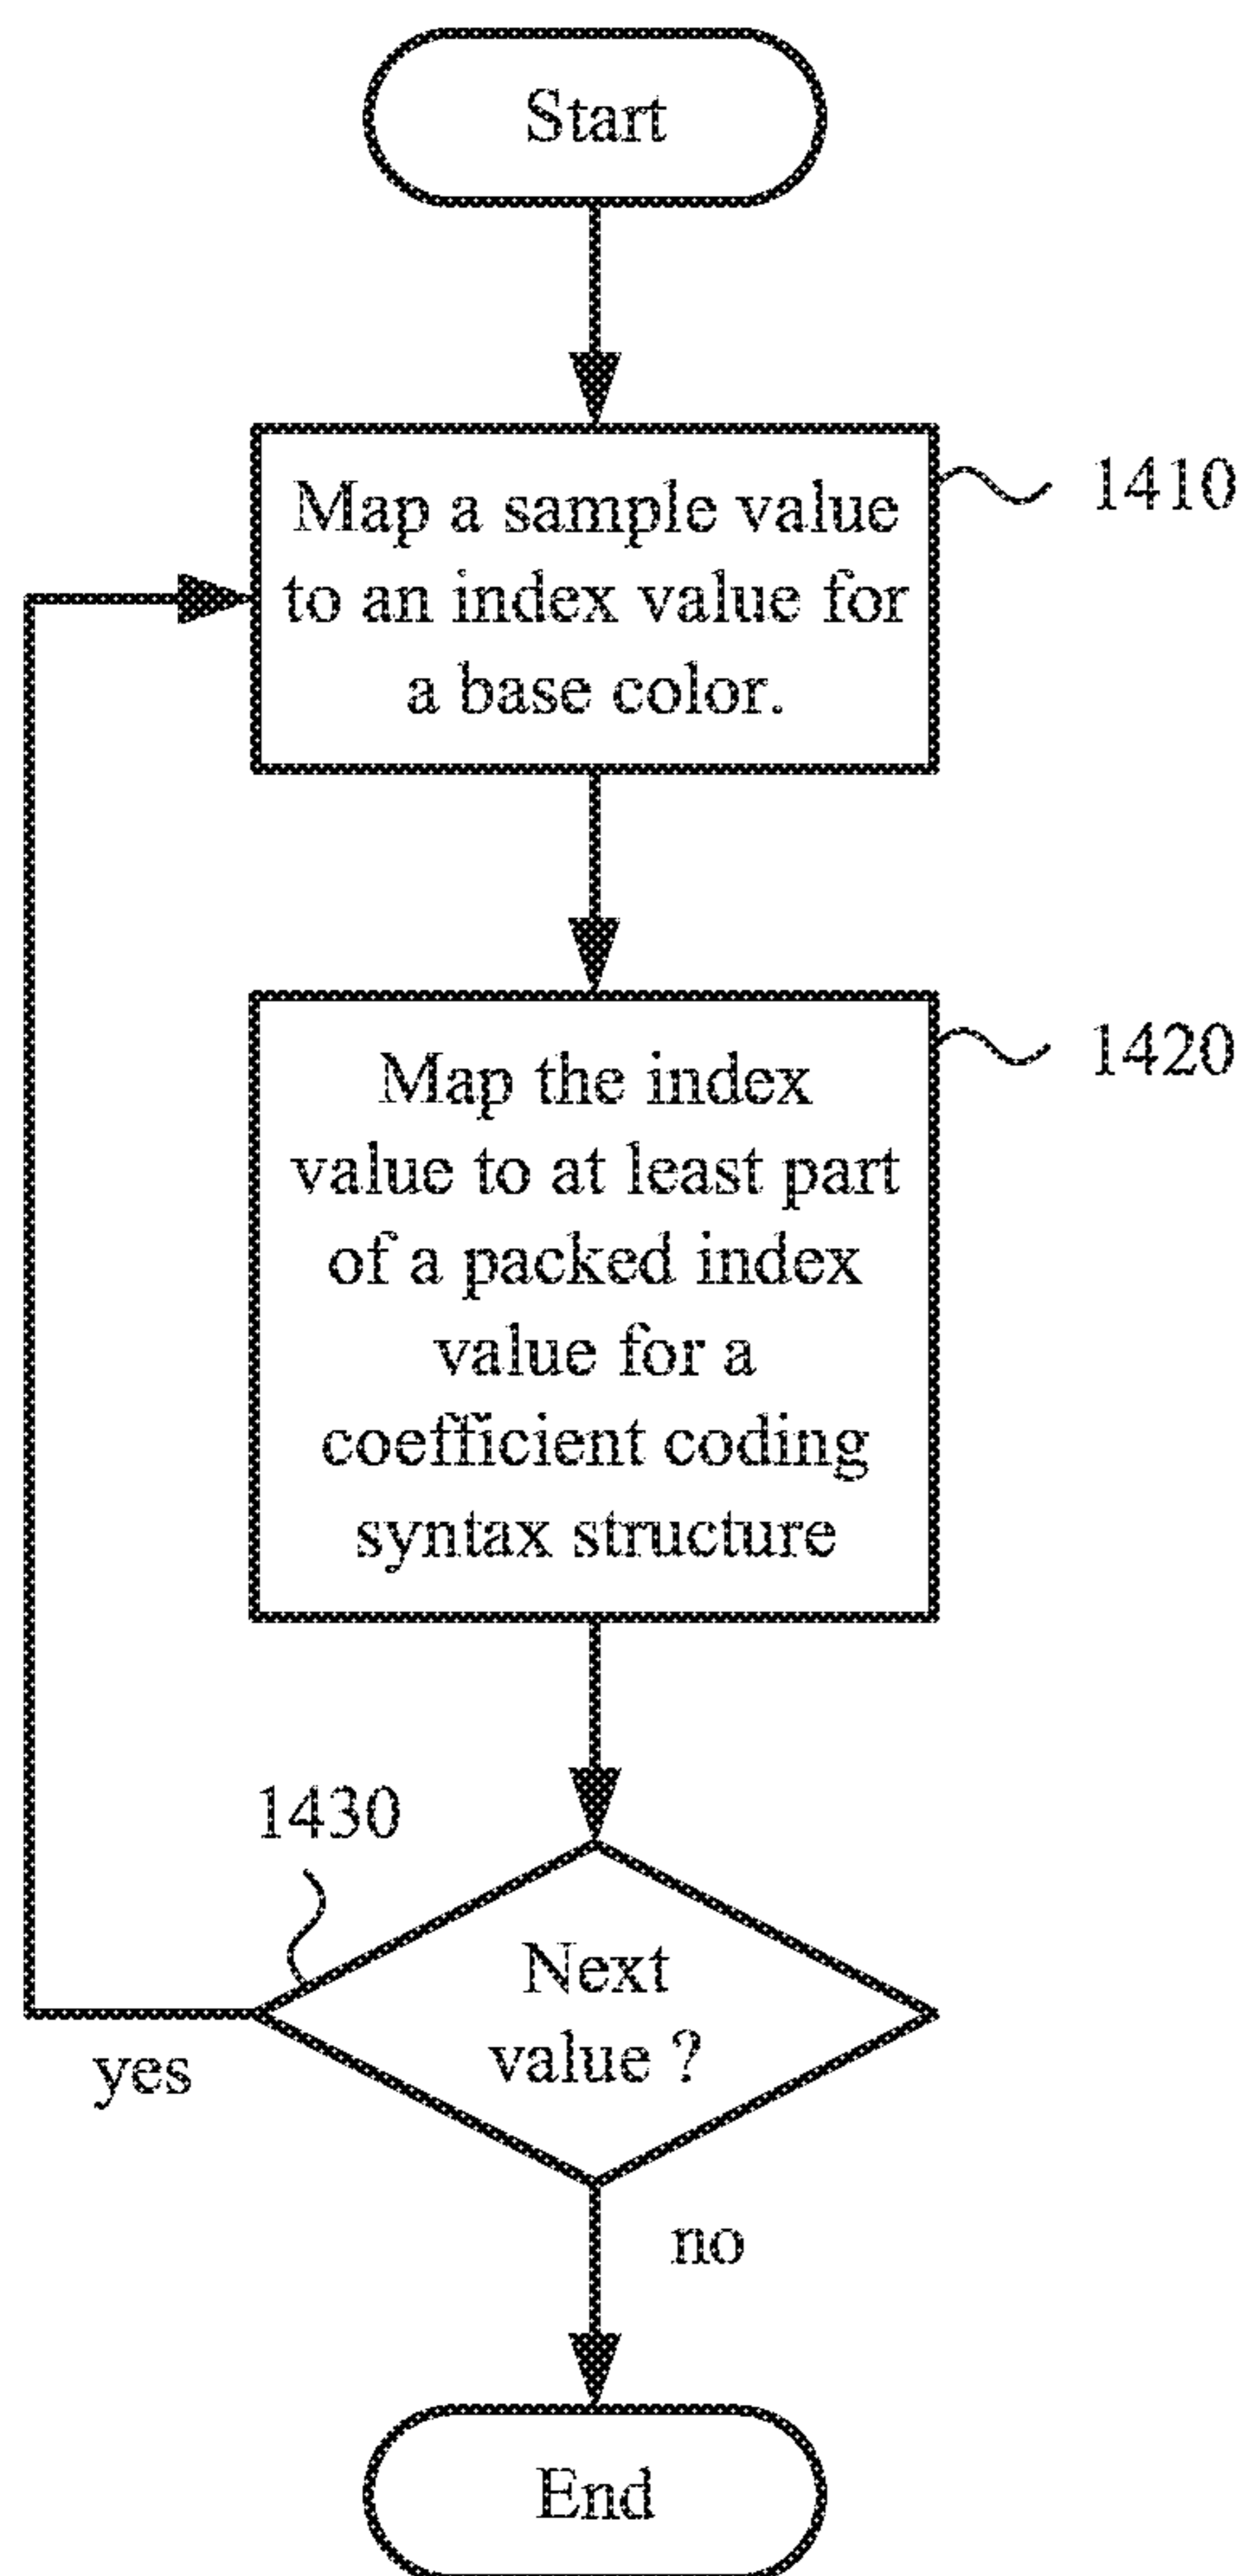 Start
Map a sample value
to an index value for
a base color.
1410
Map the index
value to at least part
of a packed index
value for a
coefficient coding
syntax structure
1420
1430
Next
value ?
yes
no
End